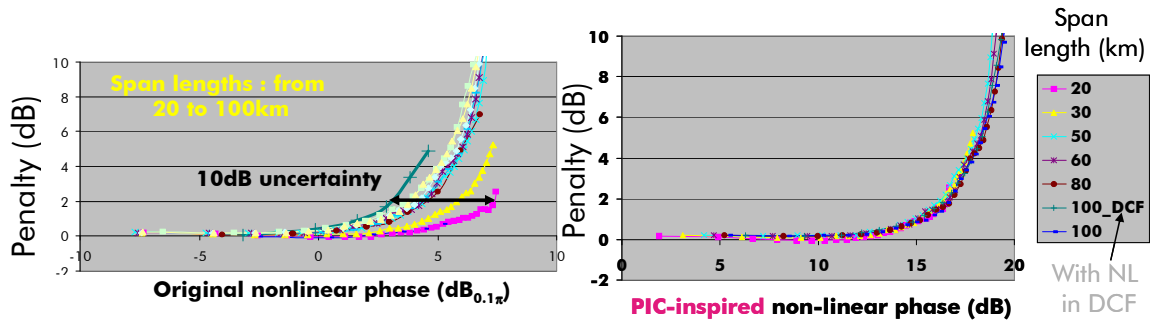 Span lengths : from
20 to 100km
10dB uncertainty
Penalty (dB)
10
8
6
4
2
0
-2
-10
-5
0
5
10
Original nonlinear phase (dB0.1π)
Penalty (dB)
10
8
6
4
2
0
-2
0
5
10
15
20
PIC-inspired non-linear phase (dB)
Span
length (km)
20
30
50
60
80
100_DCF
100
With NL
in DCF